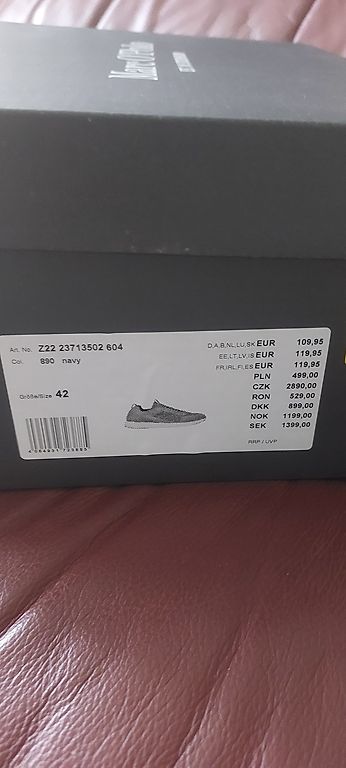 Marc O'Polo
Art. No. Z22 23713502 604
Col. 890 navy
Größe/Size 42
D,A,B,NL,LU,SK EUR 109,95
EE,LT,LV,IS EUR 119,95
FR,IRL,FI,ES EUR 119,95
PLN 499,00
CZK 2890,00
RON 529,00
DKK 899,00
NOK 1199,00
SEK 1399,00
RRP / UVP